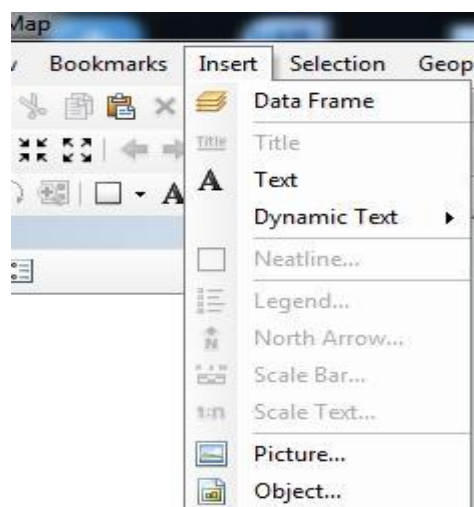 Map
Bookmarks Insert Selection Geop
Data Frame
Title Title
A Text
Dynamic Text
A
Neatline...
Legend...
N North Arrow...
Scale Bar...
1:n Scale Text...
Picture...
Object...